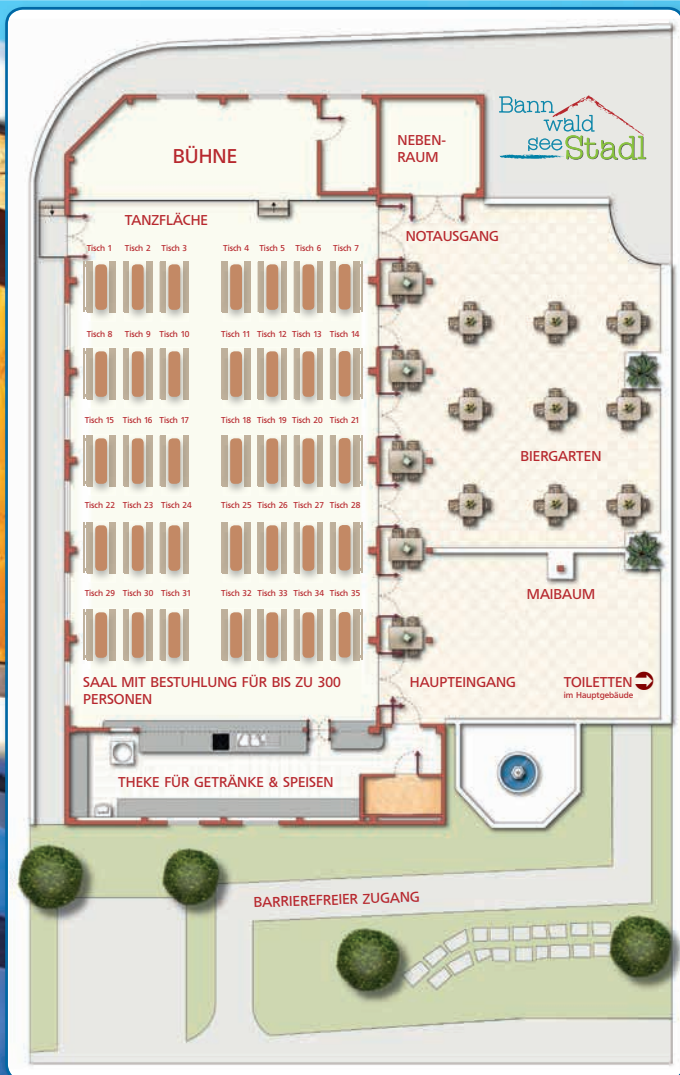 Bann
wald
see Stadl
BÜHNE
NEBEN-
RAUM
TANZFLÄCHE
NOTAUSGANG
Tisch 1 Tisch 2 Tisch 3 Tisch 4 Tisch 5 Tisch 6 Tisch 7
Tisch 8 Tisch 9 Tisch 10 Tisch 11 Tisch 12 Tisch 13 Tisch 14
Tisch 15 Tisch 16 Tisch 17 Tisch 18 Tisch 19 Tisch 20 Tisch 21
BIERGARTEN
Tisch 22 Tisch 23 Tisch 24 Tisch 25 Tisch 26 Tisch 27 Tisch 28
Tisch 29 Tisch 30 Tisch 31 Tisch 32 Tisch 33 Tisch 34 Tisch 35
MAIBAUM
SAAL MIT BESTUHLUNG FÜR BIS ZU 300
PERSONEN
HAUPTEINGANG
TOILETTEN
im Hauptgebäude
THEKE FÜR GETRÄNKE & SPEISEN
BARRIEREFREIER ZUGANG